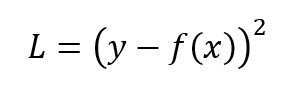 L = (y − f(x))²